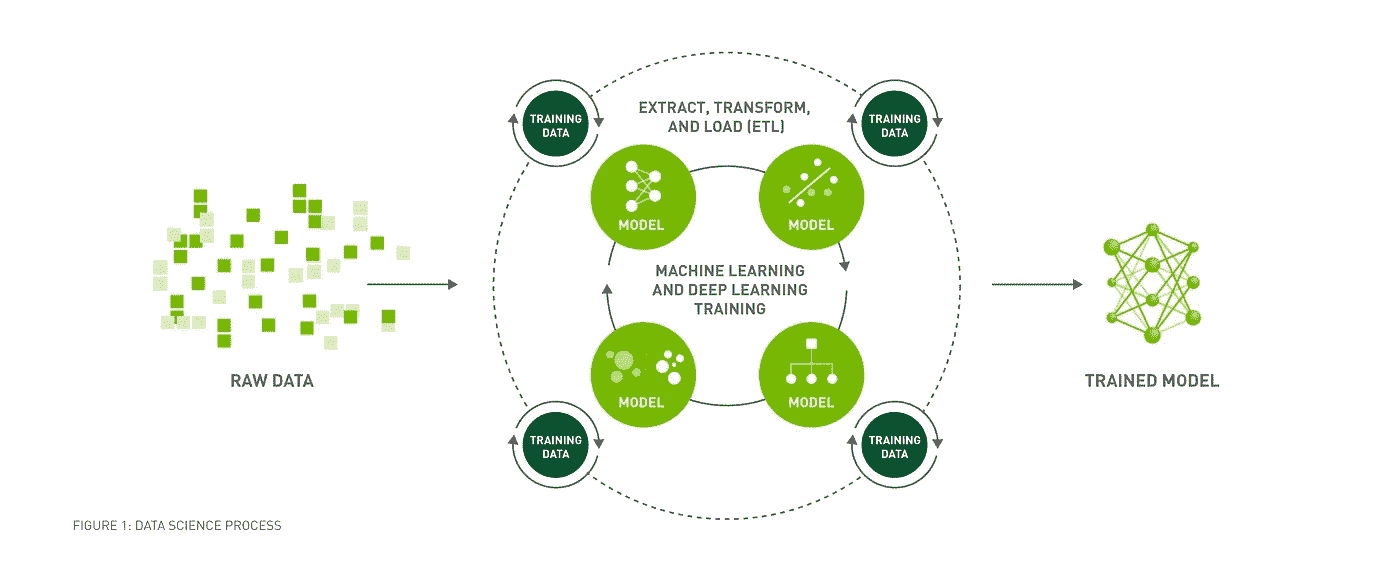 TRAINING
DATA
EXTRACT, TRANSFORM,
AND LOAD (ETL)
TRAINING
DATA
MODEL
MODEL
MACHINE LEARNING
AND DEEP LEARNING
TRAINING
RAW DATA
TRAINED MODEL
MODEL
MODEL
TRAINING
DATA
TRAINING
DATA
FIGURE 1: DATA SCIENCE PROCESS